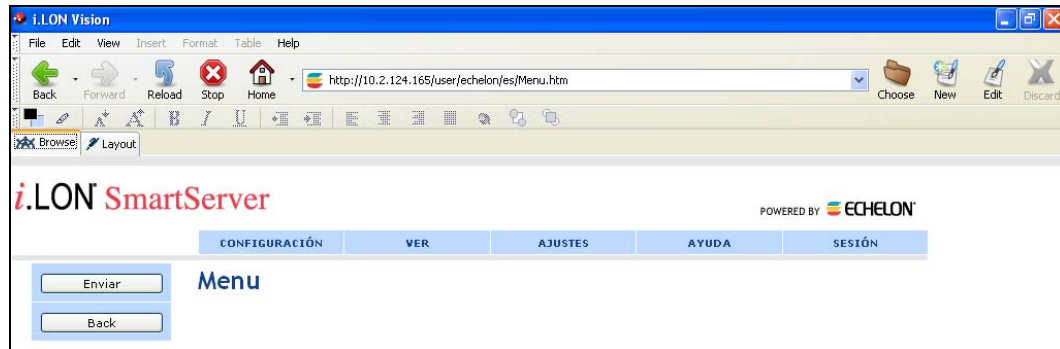 i.LON Vision
File Edit View Insert Format Table Help
Back Forward Reload Stop Home http://10.2.124.165/user/echelon/es/Menu.htm Choose New Edit Discard
B I U
Browse Layout
i.LON SmartServer
POWERED BY ECHELON
CONFIGURACIÓN VER AJUSTES AYUDA SESIÓN
Enviar Menu
Back